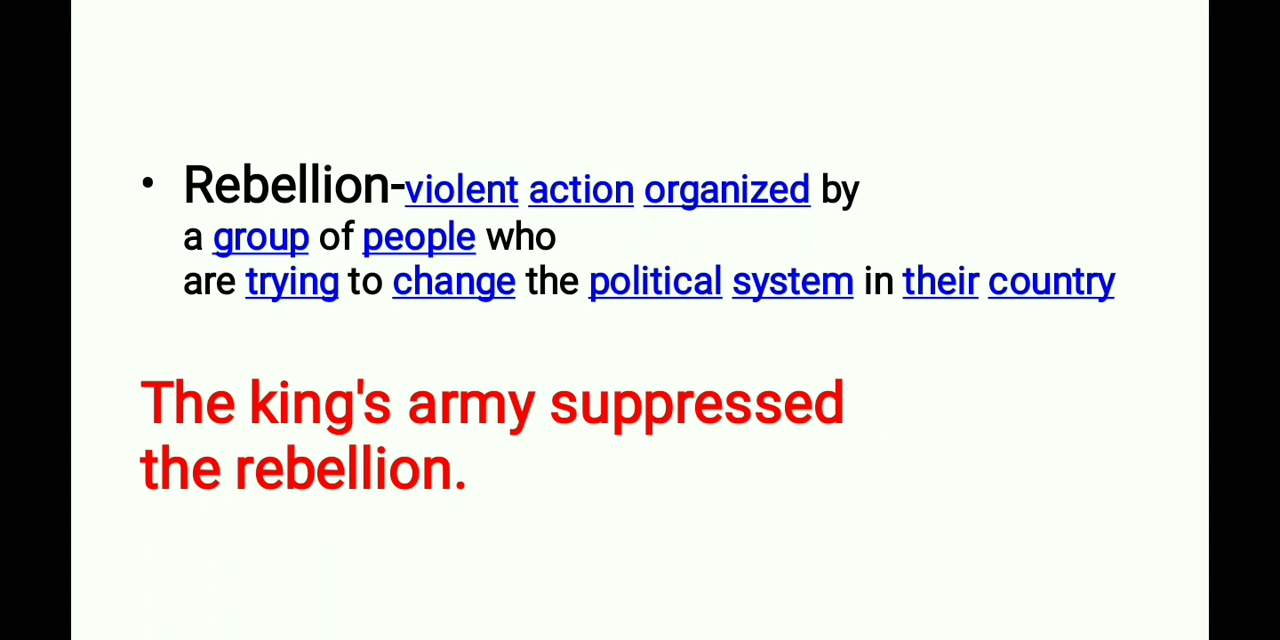 • Rebellion-violent action organized by
a group of people who
are trying to change the political system in their country
The king's army suppressed
the rebellion.